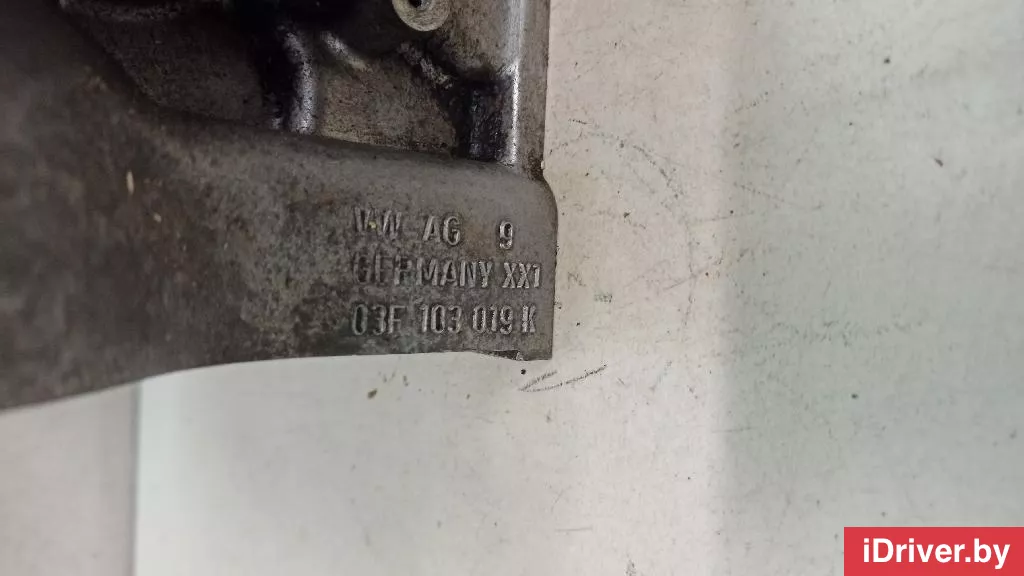 VW AG 9
GERMANY XX1
03F 103 019 K
iDriver.by